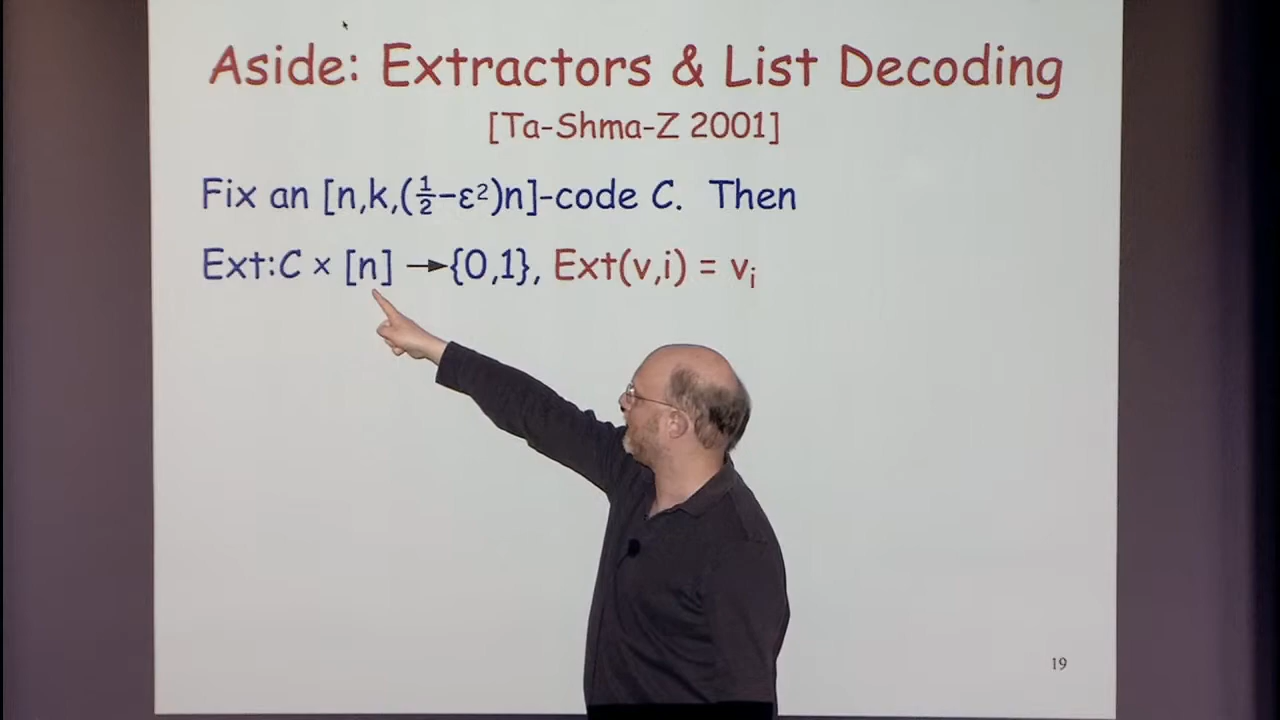 Aside: Extractors & List Decoding
[Ta-Shma-Z 2001]
Fix an [n,k,(½-ε²)n]-code C. Then
Ext:C × [n] →{0,1}, Ext(v,i) = vᵢ
19